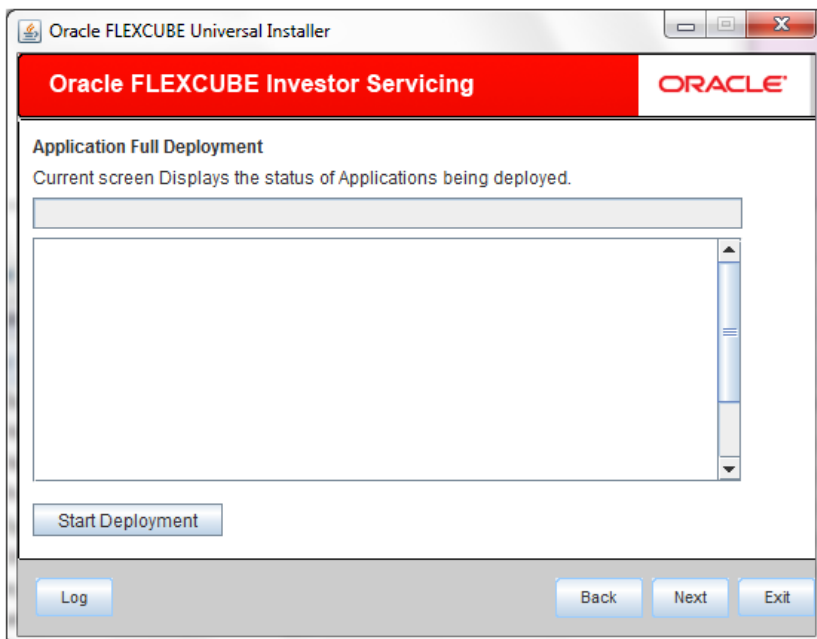 Oracle FLEXCUBE Universal Installer
Oracle FLEXCUBE Investor Servicing
ORACLE
Application Full Deployment
Current screen Displays the status of Applications being deployed.
Start Deployment
Log Back Next Exit